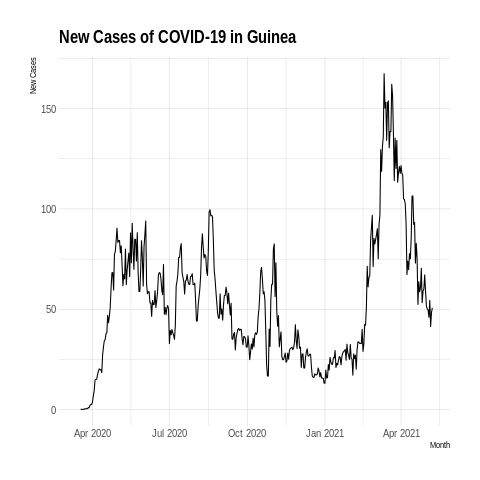 New Cases of COVID-19 in Guinea
New Cases
150
100
50
0
Apr 2020
Jul 2020
Oct 2020
Jan 2021
Apr 2021
Month